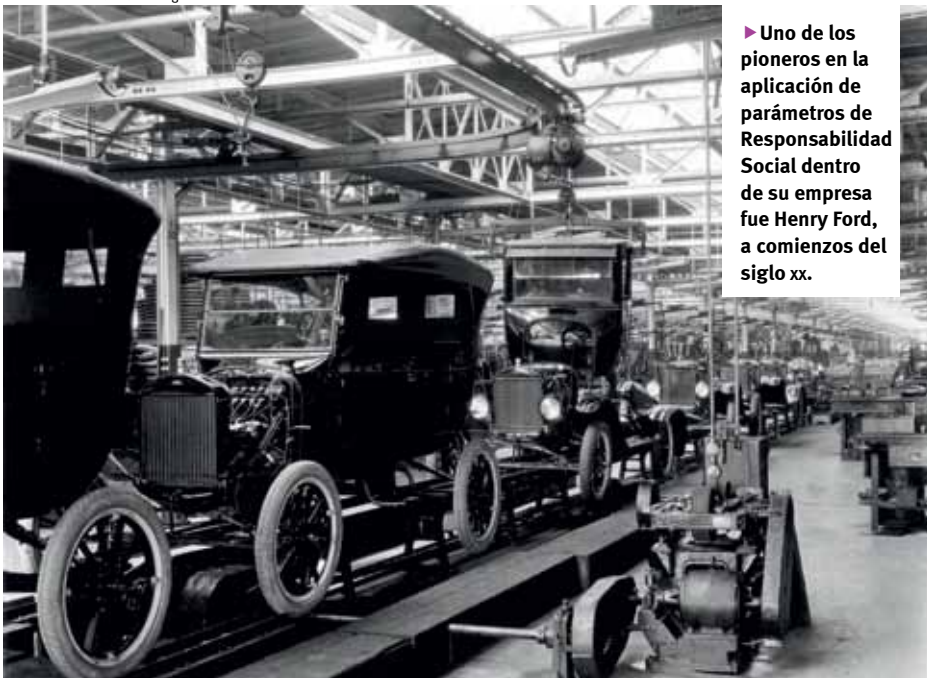 ▶Uno de los
pioneros en la
aplicación de
parámetros de
Responsabilidad
Social dentro
de su empresa
fue Henry Ford,
a comienzos del
siglo xx.